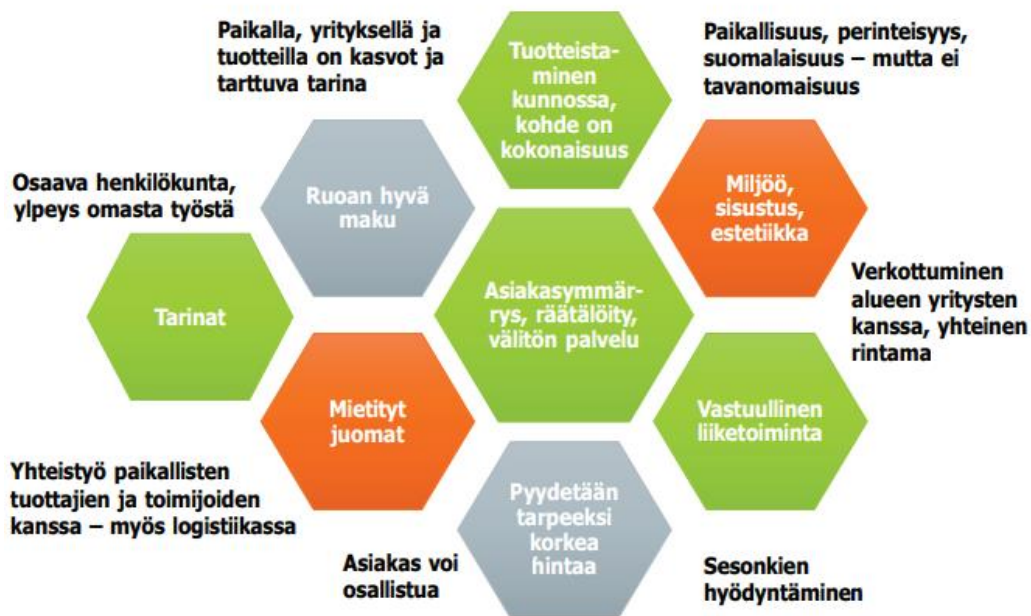 Paikalla, yrityksellä ja
tuotteilla on kasvot ja
tarttuva tarina
Tuotteista-
minen
kunnossa,
kohde on
kokonaisuus
Paikallisuus, perinteisyys,
suomalaisuus – mutta ei
tavanomaisuus
Osaava henkilökunta,
ylpeys omasta työstä
Ruoan hyvä
maku
Miljöö,
sisustus,
estetiikka
Tarinat
Asiakasymmär-
rys, räätälöity,
välitön palvelu
Verkottuminen
alueen yritysten
kanssa, yhteinen
rintama
Mietityt
juomat
Vastuullinen
liiketoiminta
Yhteistyö paikallisten
tuottajien ja toimijoiden
kanssa – myös logistiikassa
Pyydetään
tarpeeksi
korkea
hintaa
Asiakas voi
osallistua
Sesonkien
hyödyntäminen